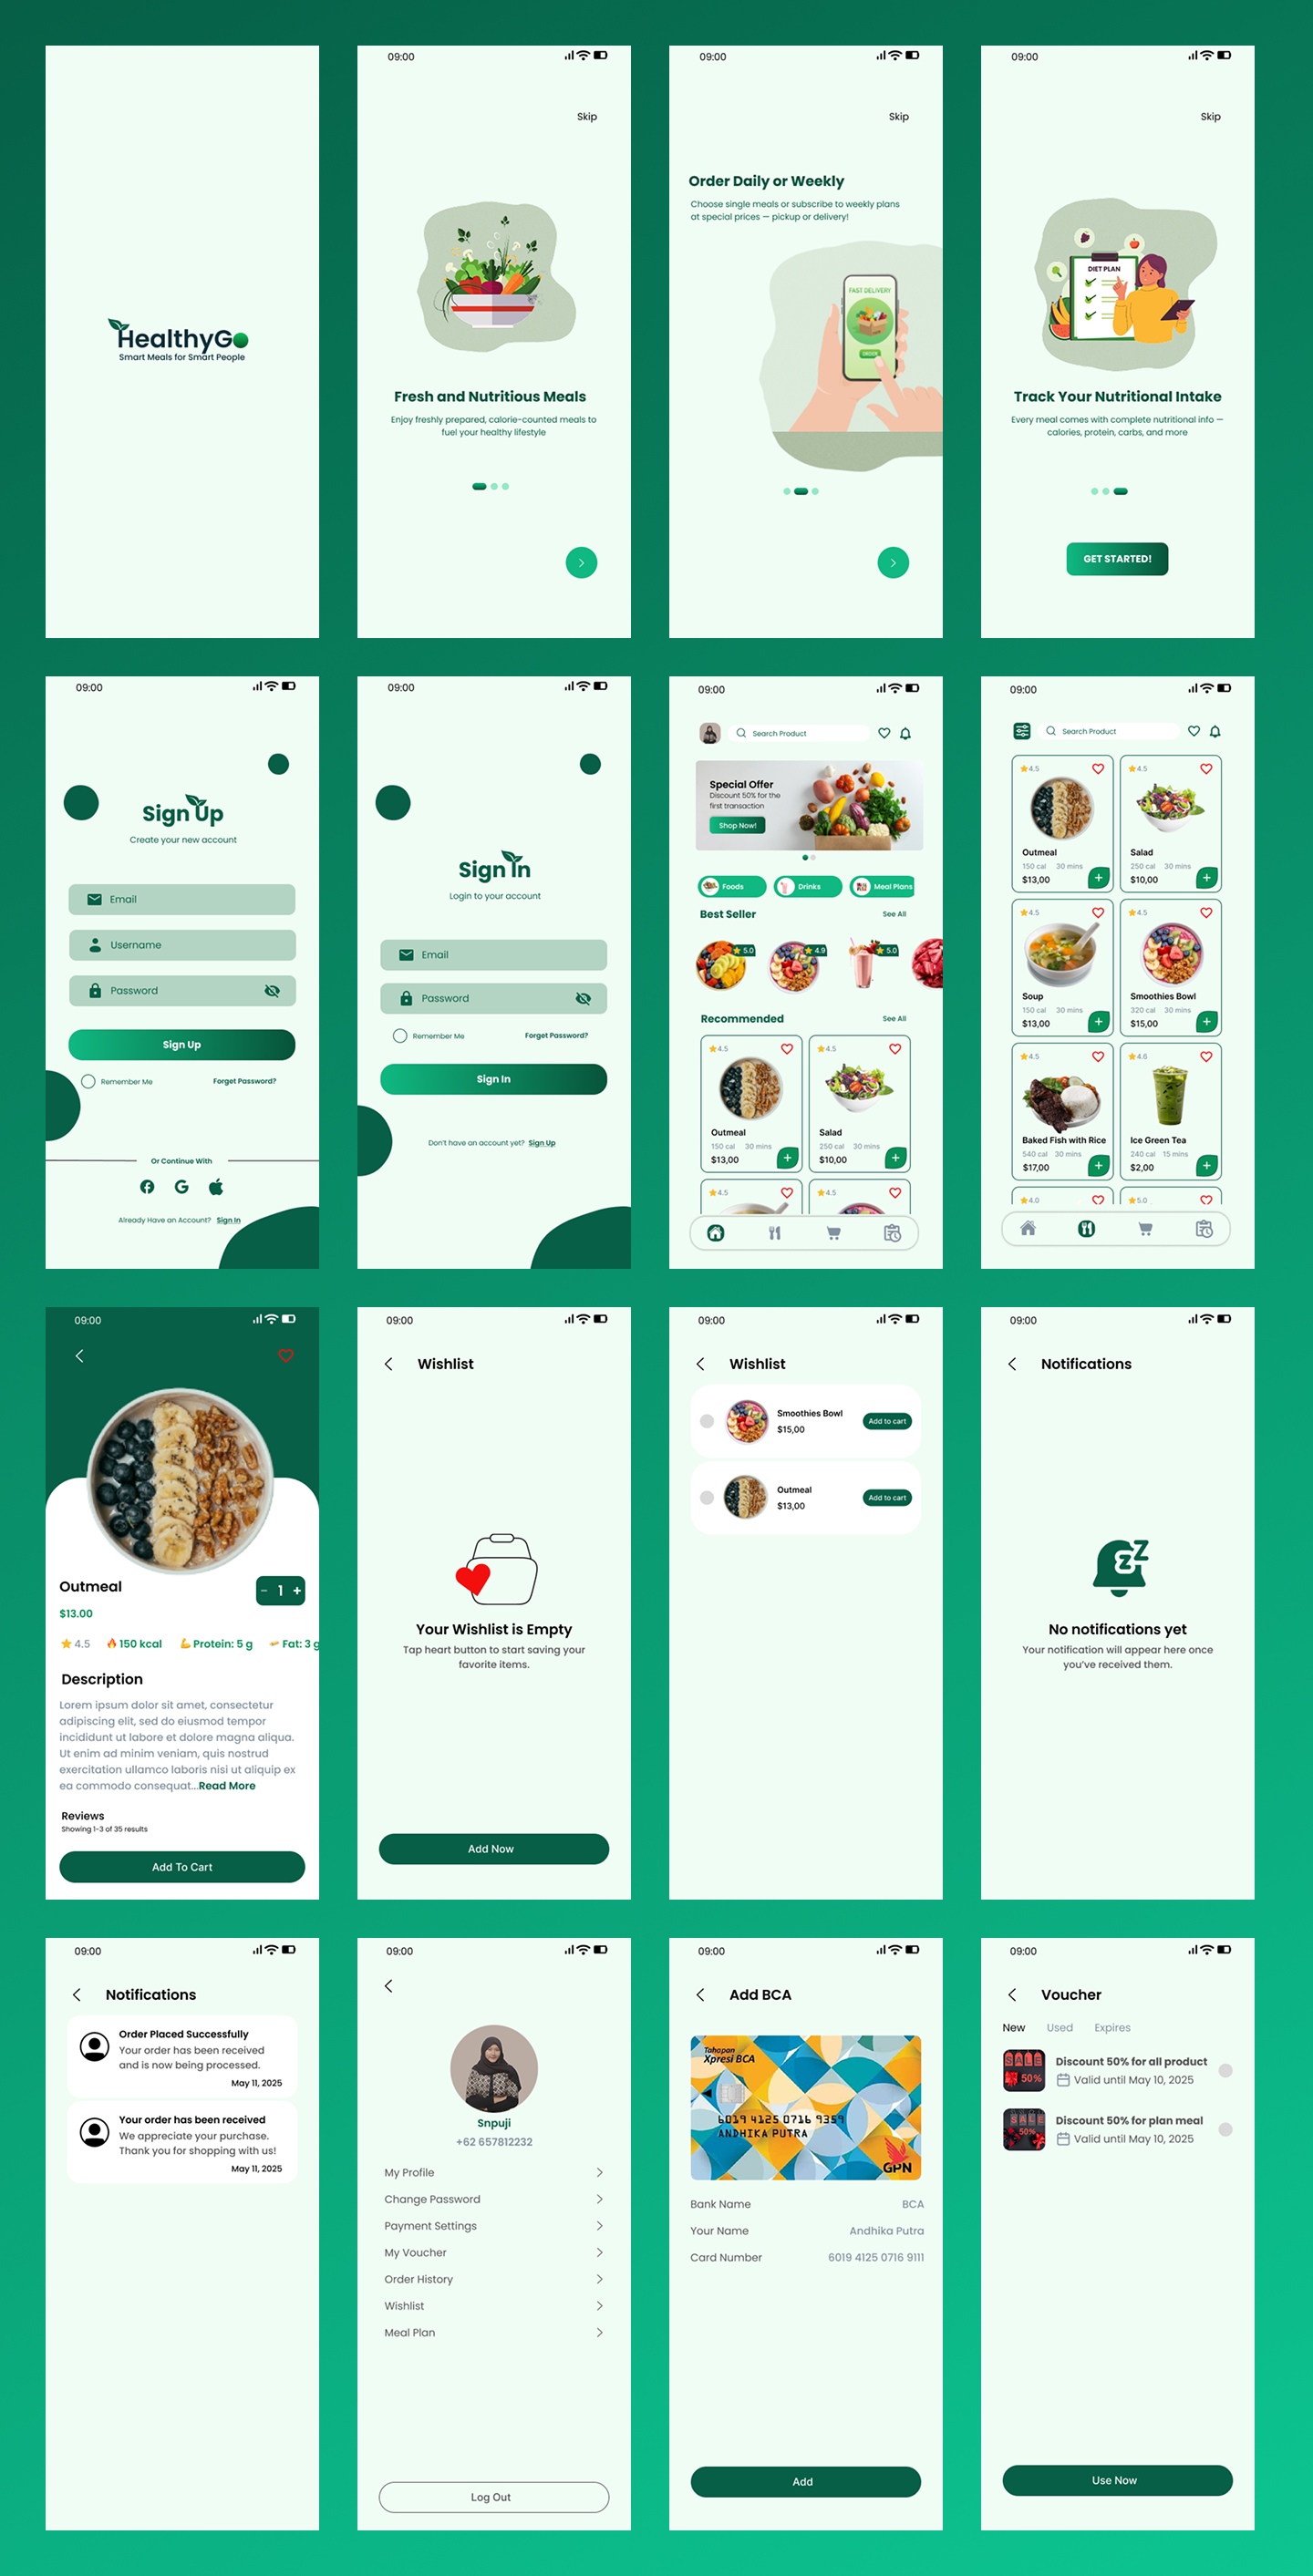 HealthyGo
Smart Meals for Smart People
09:00
Skip
Fresh and Nutritious Meals
Enjoy freshly prepared, calorie-counted meals to
fuel your healthy lifestyle
09:00
Skip
Order Daily or Weekly
Choose single meals or subscribe to weekly plans
at special prices — pickup or delivery!
FAST DELIVERY
ORDER
09:00
Skip
DIET PLAN
Track Your Nutritional Intake
Every meal comes with complete nutritional info —
calories, protein, carbs, and more
GET STARTED!
09:00
Sign Up
Create your new account
Email
Username
Password
Sign Up
Remember Me
Forget Password?
Or Continue With
Already Have an Account? Sign In
09:00
Sign In
Login to your account
Email
Password
Remember Me
Forget Password?
Sign In
Don't have an account yet? Sign Up
09:00
Search Product
Special Offer
Discount 50% for the
first transaction
Shop Now!
Foods
Drinks
Meal Plans
Best Seller
See All
5.0
4.9
5.0
Recommended
See All
4.5
Outmeal
150 cal 30 mins
$13,00
4.5
Salad
250 cal 30 mins
$10,00
4.5
4.5
09:00
Search Product
4.5
Outmeal
150 cal 30 mins
$13,00
4.5
Salad
250 cal 30 mins
$10,00
4.5
Soup
150 cal 30 mins
$13,00
4.5
Smoothies Bowl
320 cal 30 mins
$15,00
4.5
Baked Fish with Rice
540 cal 30 mins
$17,00
4.6
Ice Green Tea
240 cal 15 mins
$2,00
4.0
5.0
09:00
Outmeal
- 1 +
$13.00
4.5
150 kcal
Protein: 5 g
Fat: 3 g
Description
Lorem ipsum dolor sit amet, consectetur
adipiscing elit, sed do eiusmod tempor
incididunt ut labore et dolore magna aliqua.
Ut enim ad minim veniam, quis nostrud
exercitation ullamco laboris nisi ut aliquip ex
ea commodo consequat...Read More
Reviews
Showing 1-3 of 35 results
Add To Cart
09:00
Wishlist
Your Wishlist is Empty
Tap heart button to start saving your
favorite items.
Add Now
09:00
Wishlist
Smoothies Bowl
$15,00
Add to cart
Outmeal
$13,00
Add to cart
09:00
Notifications
No notifications yet
Your notification will appear here once
you've received them.
09:00
Notifications
Order Placed Successfully
Your order has been received
and is now being processed.
May 11, 2025
Your order has been received
We appreciate your purchase.
Thank you for shopping with us!
May 11, 2025
09:00
Snpuji
+62 657812232
My Profile
Change Password
Payment Settings
My Voucher
Order History
Wishlist
Meal Plan
Log Out
09:00
Add BCA
Tahapan
Xpresi BCA
6019 4125 0716 9359
ANDHIKA PUTRA
GPN
Bank Name
BCA
Your Name
Andhika Putra
Card Number
6019 4125 0716 9111
Add
09:00
Voucher
New
Used
Expires
SALE
50%
Discount 50% for all product
Valid until May 10, 2025
SALE
50%
Discount 50% for plan meal
Valid until May 10, 2025
Use Now